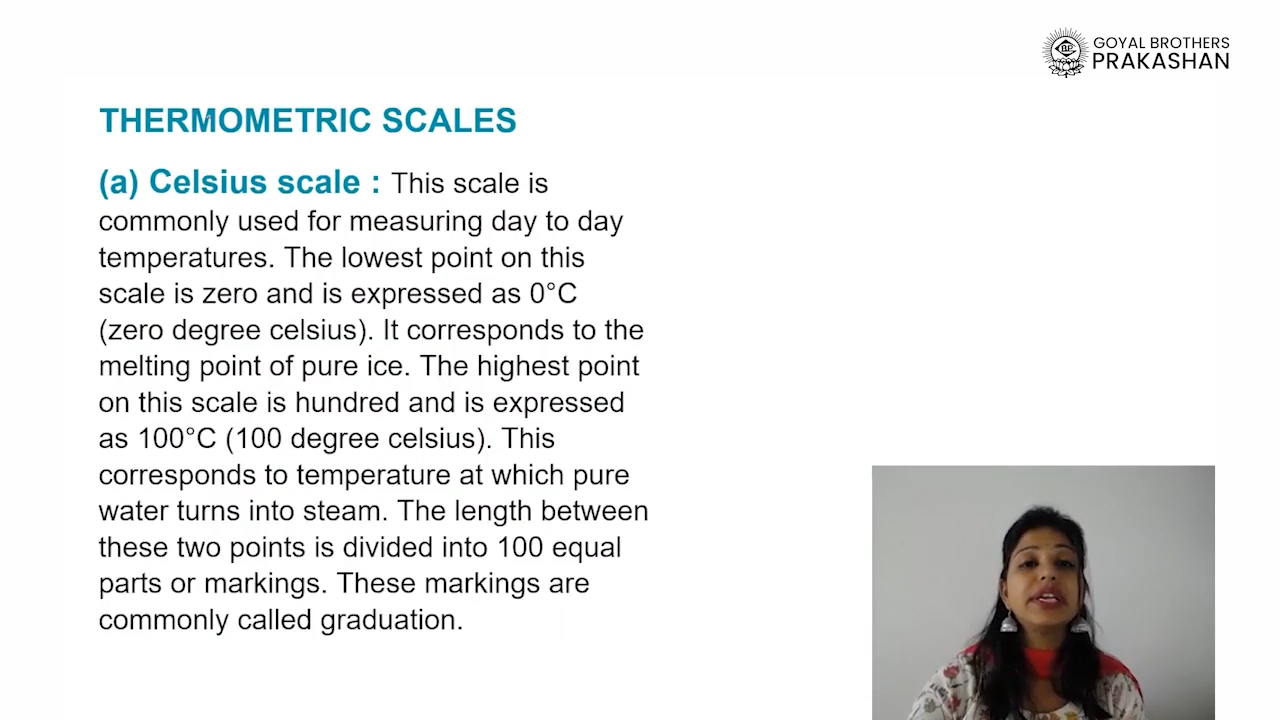 GOYAL BROTHERS
PRAKASHAN
THERMOMETRIC SCALES
(a) Celsius scale : This scale is
commonly used for measuring day to day
temperatures. The lowest point on this
scale is zero and is expressed as 0°C
(zero degree celsius). It corresponds to the
melting point of pure ice. The highest point
on this scale is hundred and is expressed
as 100°C (100 degree celsius). This
corresponds to temperature at which pure
water turns into steam. The length between
these two points is divided into 100 equal
parts or markings. These markings are
commonly called graduation.